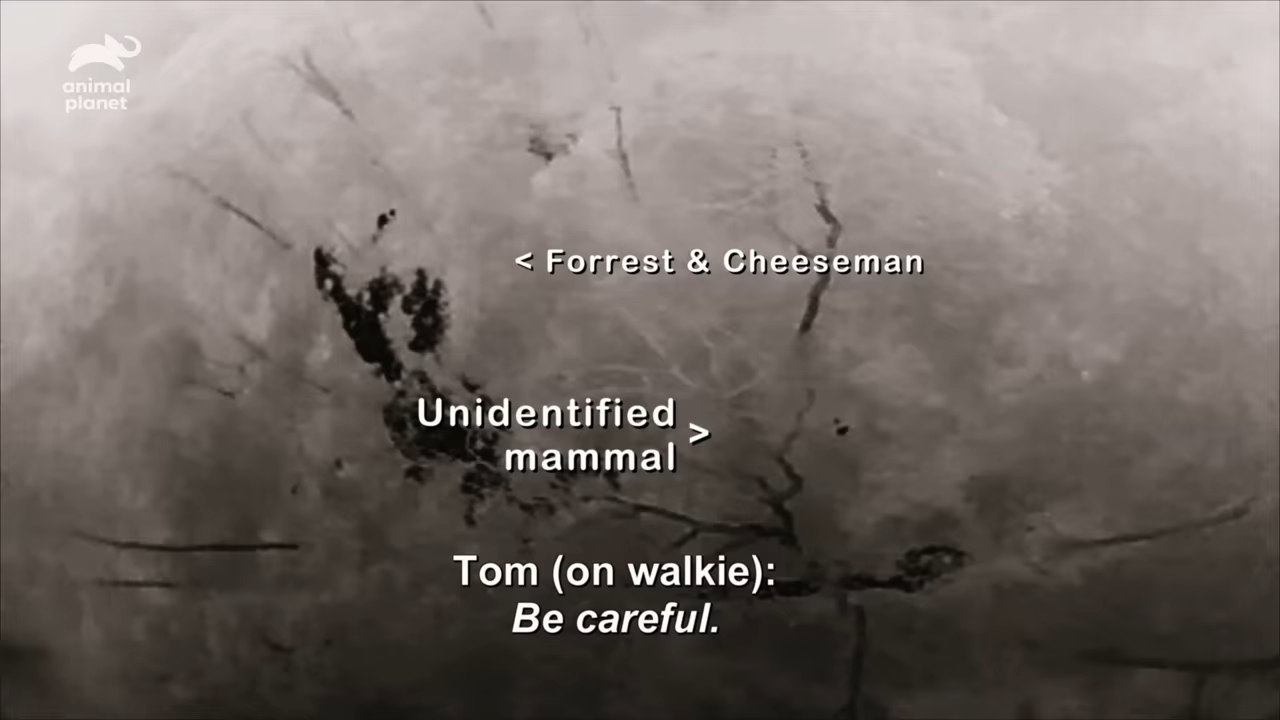 animal
planet
< Forrest & Cheeseman
Unidentified
mammal >
Tom (on walkie):
Be careful.